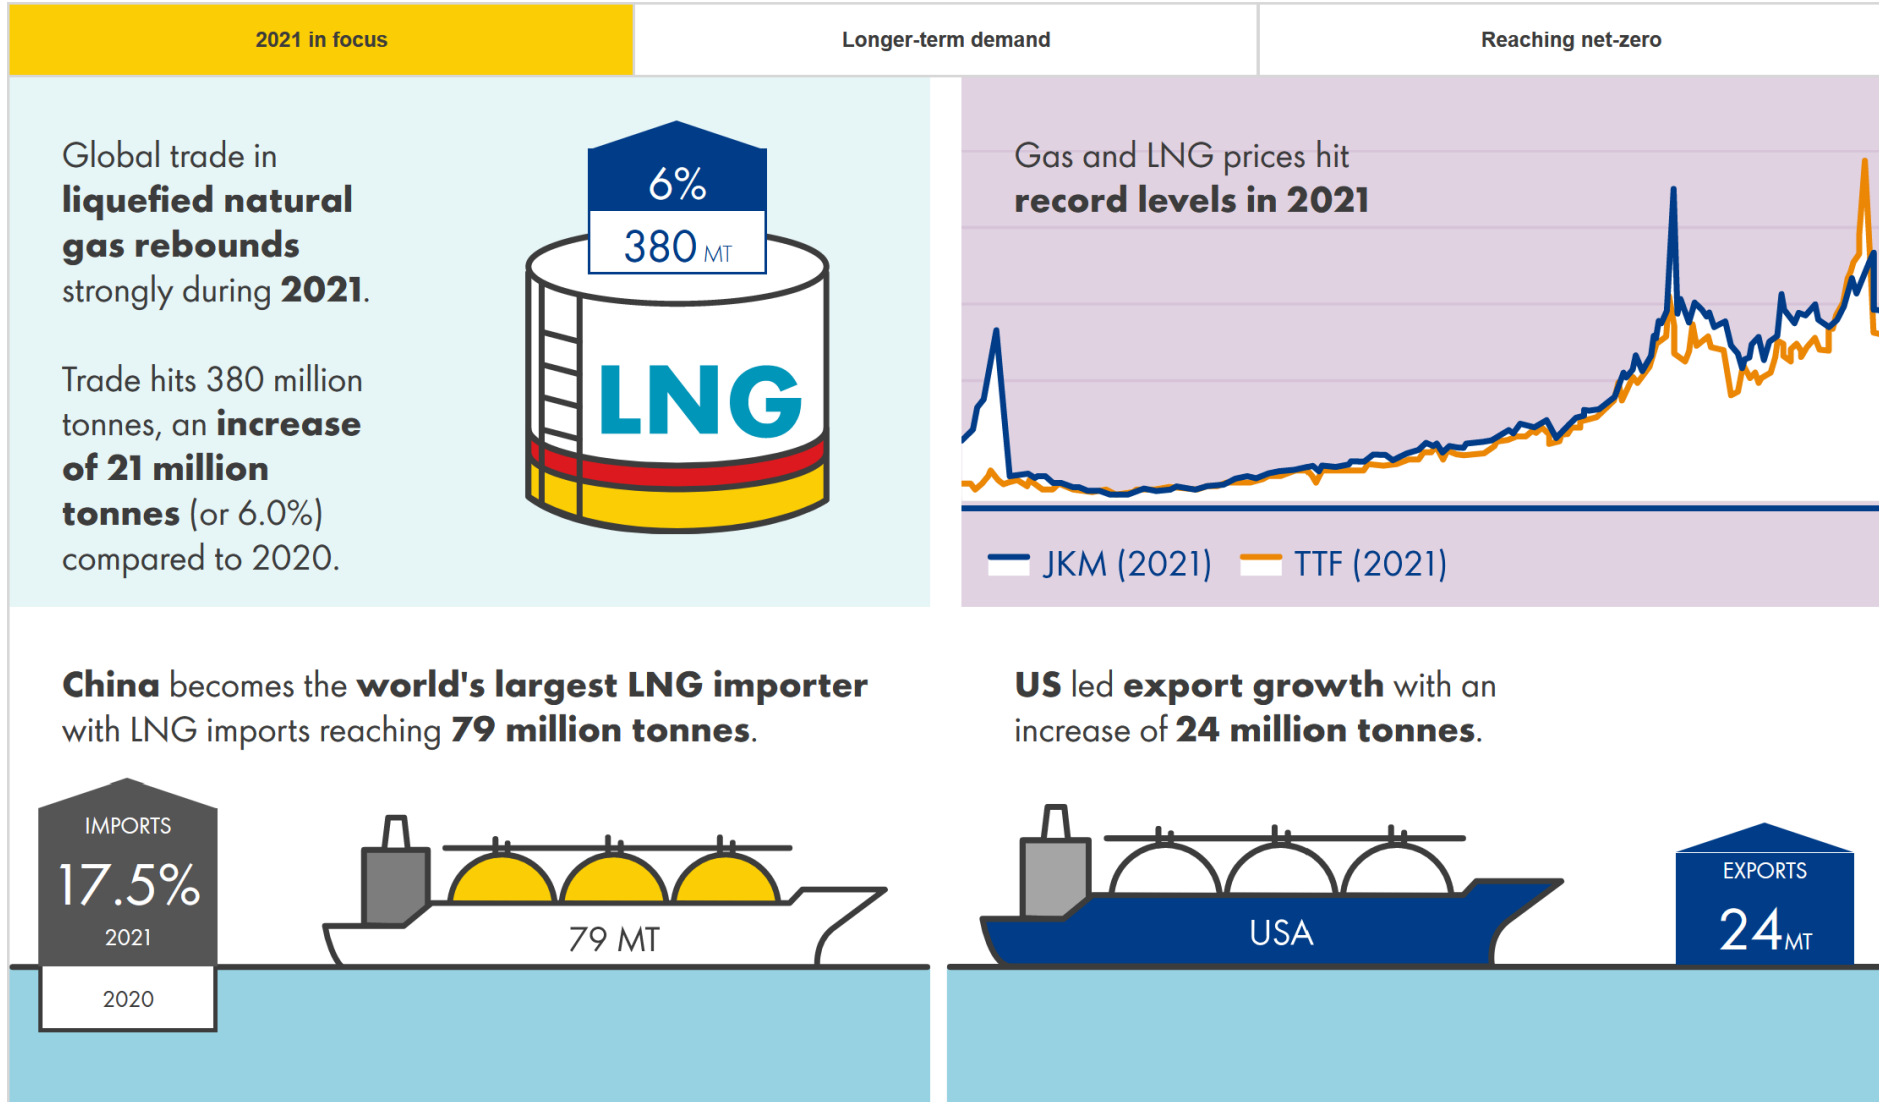 2021 in focus
Longer-term demand
Reaching net-zero
Global trade in
liquefied natural
gas rebounds
strongly during 2021.
Trade hits 380 million
tonnes, an increase
of 21 million
tonnes (or 6.0%)
compared to 2020.
6%
380 MT
LNG
Gas and LNG prices hit
record levels in 2021
JKM (2021)
TTF (2021)
China becomes the world's largest LNG importer
with LNG imports reaching 79 million tonnes.
IMPORTS
17.5%
2021
2020
79 MT
US led export growth with an
increase of 24 million tonnes.
USA
EXPORTS
24MT